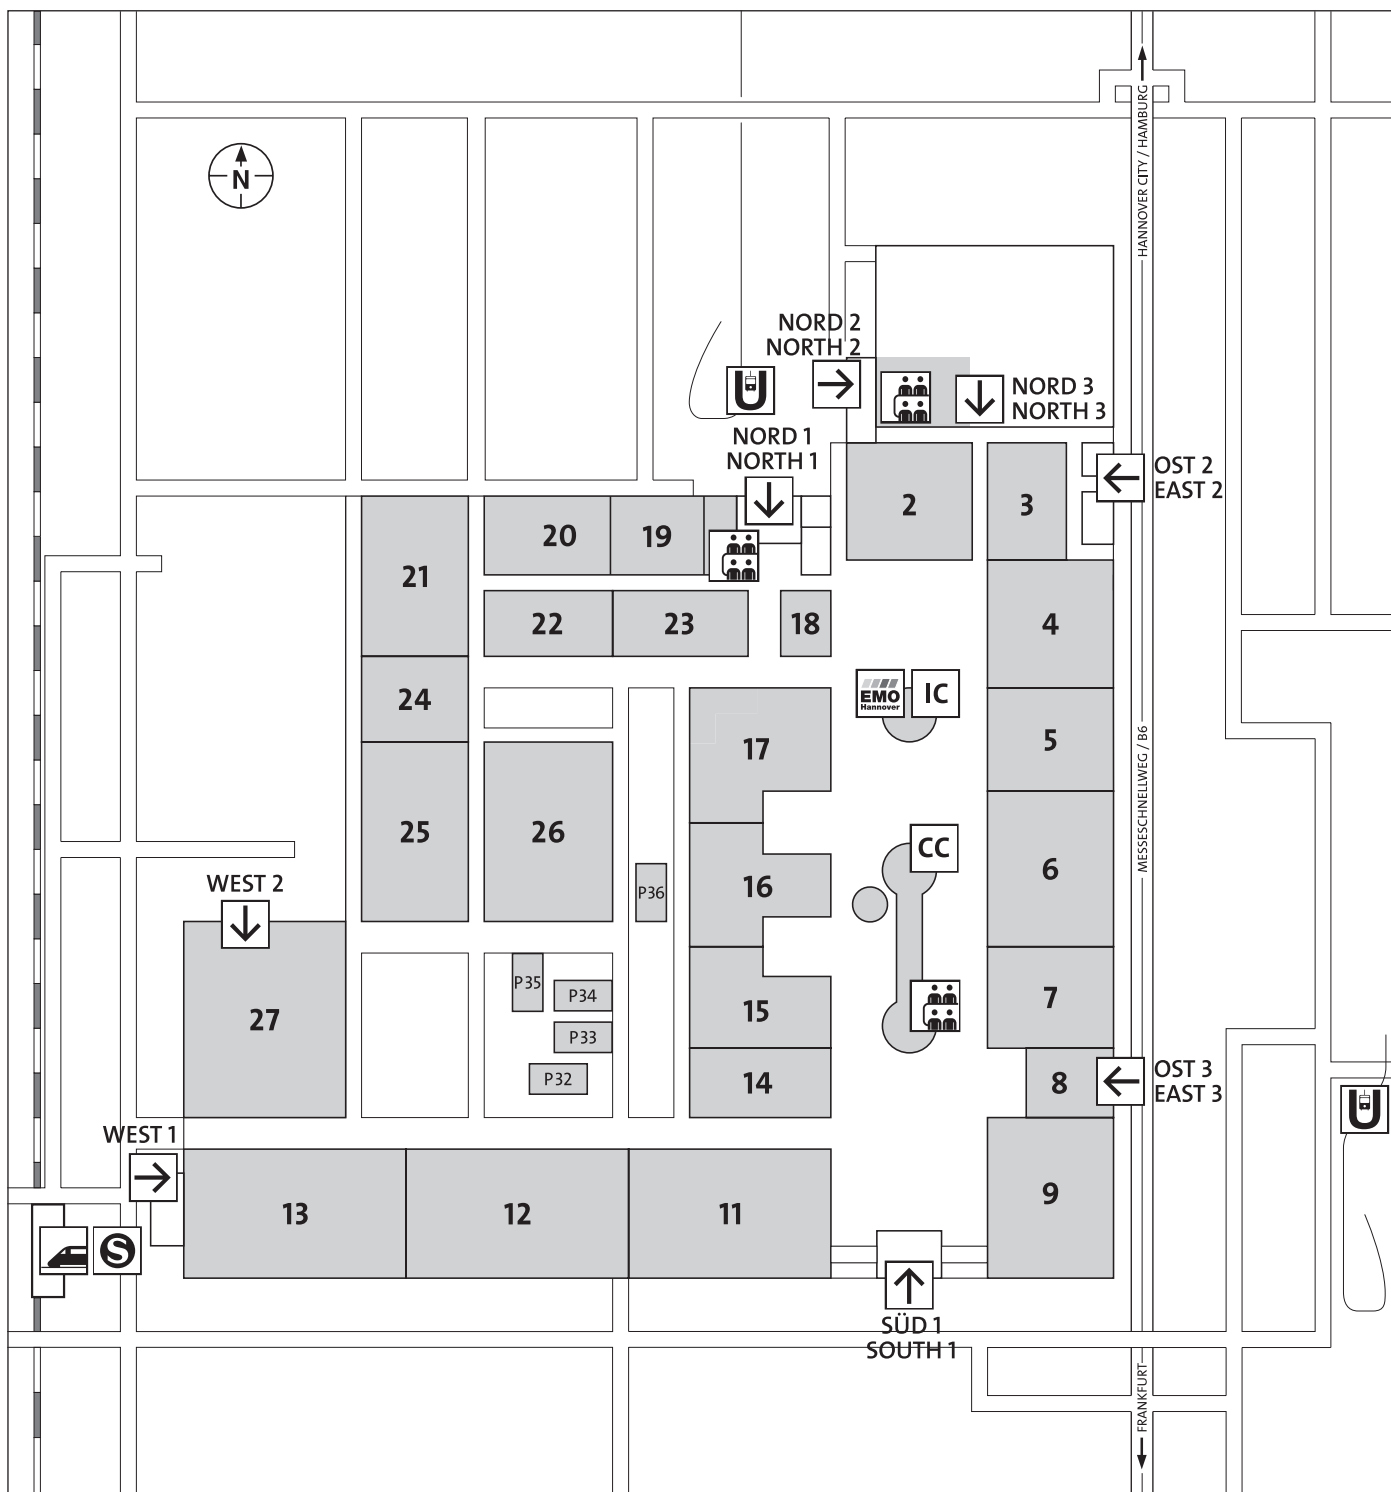 HANNOVER CITY / HAMBURG
N
NORD 2
NORTH 2
U
NORD 3
NORTH 3
NORD 1
NORTH 1
OST 2
EAST 2
2
3
20
19
21
4
22
23
18
24
EMO
Hannover
IC
5
17
MESSESCHNELLWEG / B6
25
26
CC
6
16
P36
WEST 2
P35
P34
7
15
27
P33
OST 3
EAST 3
P32
14
8
U
WEST 1
9
13
12
11
S
SÜD 1
SOUTH 1
FRANKFURT